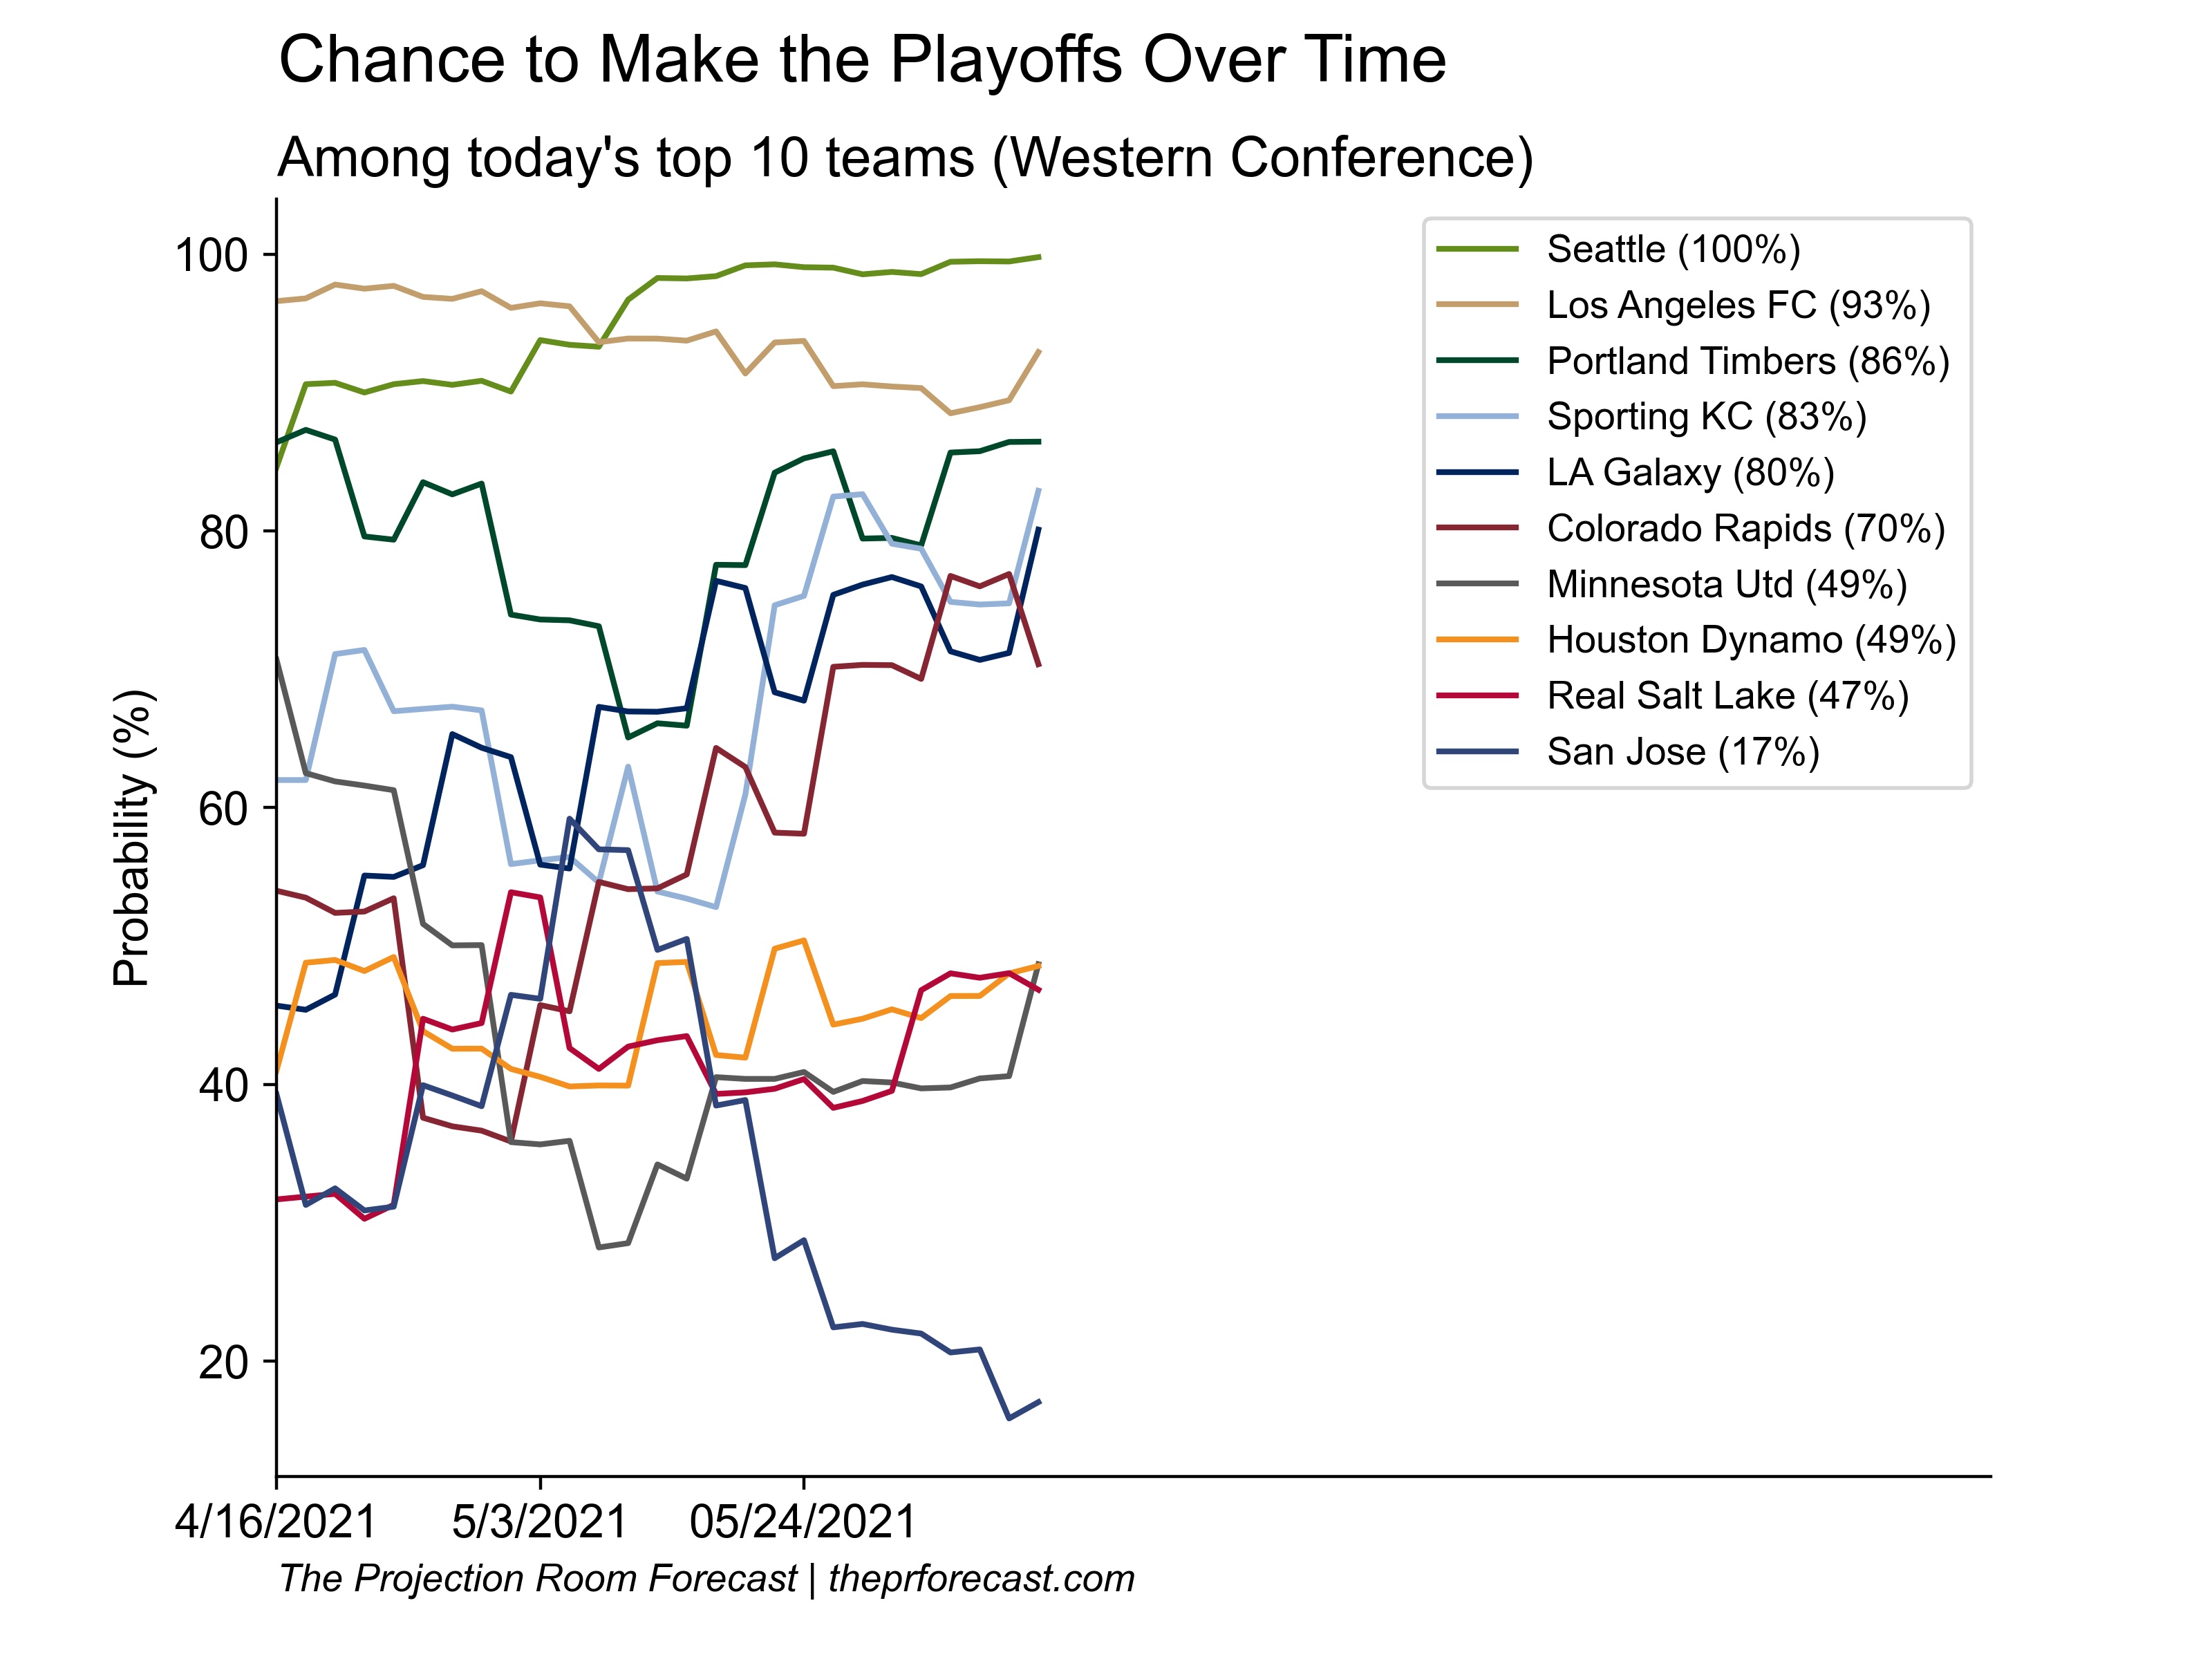 Chance to Make the Playoffs Over Time
Among today's top 10 teams (Western Conference)
Probability (%)
100
80
60
40
20
Seattle (100%)
Los Angeles FC (93%)
Portland Timbers (86%)
Sporting KC (83%)
LA Galaxy (80%)
Colorado Rapids (70%)
Minnesota Utd (49%)
Houston Dynamo (49%)
Real Salt Lake (47%)
San Jose (17%)
4/16/2021 5/3/2021 05/24/2021
The Projection Room Forecast | theprforecast.com